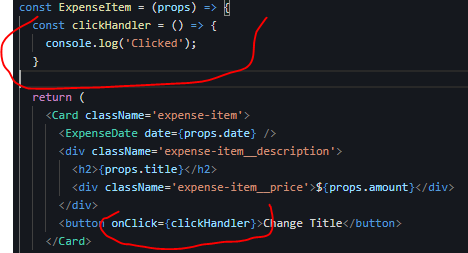 const ExpenseItem = (props) => {
const clickHandler = () => {
console.log('Clicked');
}
return (
<Card className='expense-item'>
<ExpenseDate date={props.date} />
<div className='expense-item__description'>
<h2>{props.title}</h2>
<div className='expense-item__price'>${props.amount}</div>
</div>
<button onClick={clickHandler}>Change Title</button>
</Card>